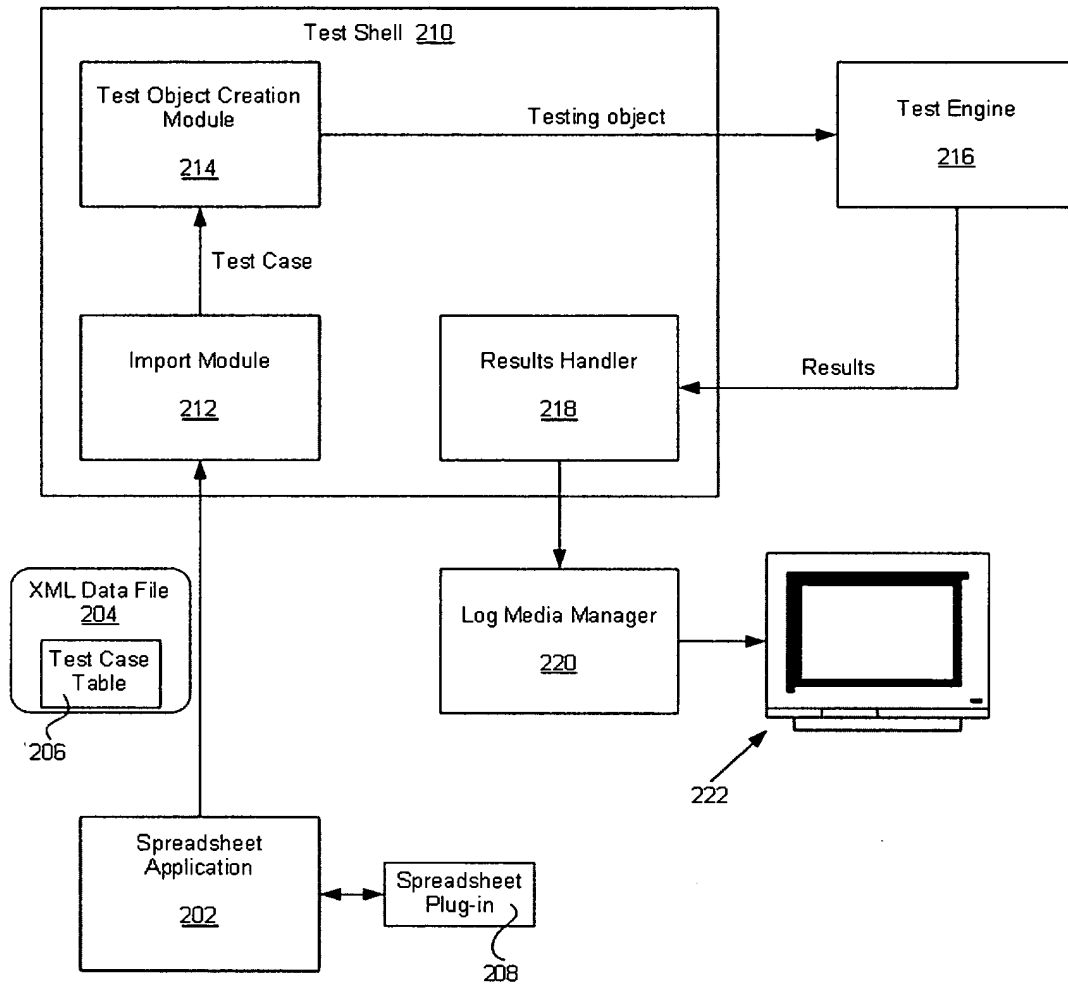 Test Shell 210
Test Object Creation
Module
214
Testing object
Test Engine
216
Test Case
Import Module
212
Results Handler
218
Results
XML Data File
204
Test Case
Table
206
Log Media Manager
220
222
Spreadsheet
Application
202
Spreadsheet
Plug-in
208